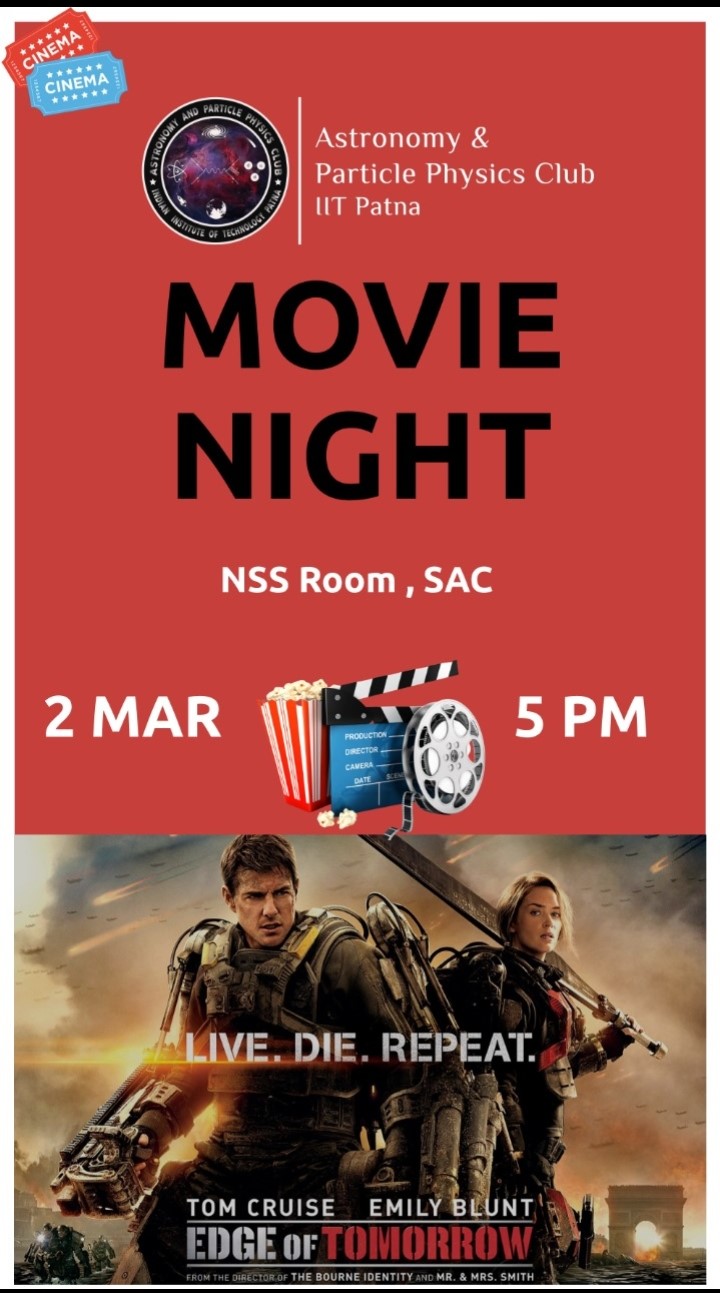 CINEMA
CINEMA
ASTRONOMY AND PARTICLE PHYSICS CLUB
INDIAN INSTITUTE OF TECHNOLOGY PATNA
Astronomy &
Particle Physics Club
IIT Patna
MOVIE
NIGHT
NSS Room , SAC
2 MAR
5 PM
PRODUCTION
DIRECTOR
CAMERA
DATE SCENE
LIVE. DIE. REPEAT.
TOM CRUISE EMILY BLUNT
EDGE OF TOMORROW
FROM THE DIRECTOR OF THE BOURNE IDENTITY AND MR. & MRS. SMITH